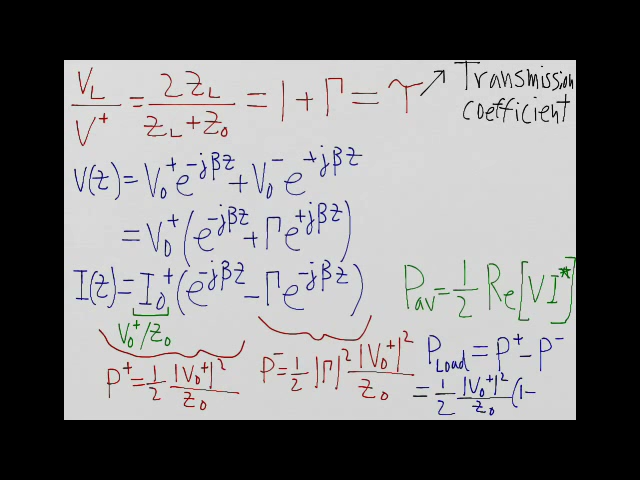 V_L / V^+ = 2Z_L / (Z_L + Z_0) = 1 + Γ = T ↗ Transmission coefficient
V(z) = V_0^+ e^{-jβz} + V_0^- e^{+jβz}
= V_0^+ (e^{-jβz} + Γe^{+jβz})
I(z) = I_0^+ (e^{-jβz} - Γe^{-jβz})
V_0^+/Z_0
P_av = 1/2 Re[VI*]
P^+ = 1/2 |V_0^+|^2 / Z_0
P^- = 1/2 |Γ|^2 |V_0^+|^2 / Z_0
P_Load = P^+ - P^-
= 1/2 |V_0^+|^2 / Z_0 (1-